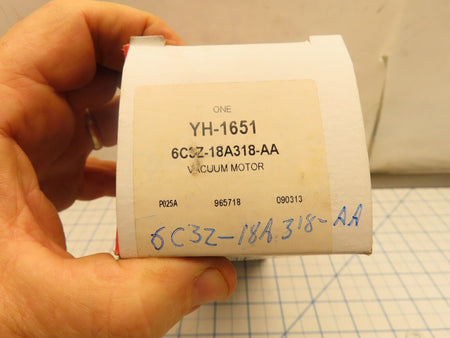 ONE
YH-1651
6C3Z-18A318-AA
VACUUM MOTOR
P025A 965718 090313
6C3Z-18A318-AA